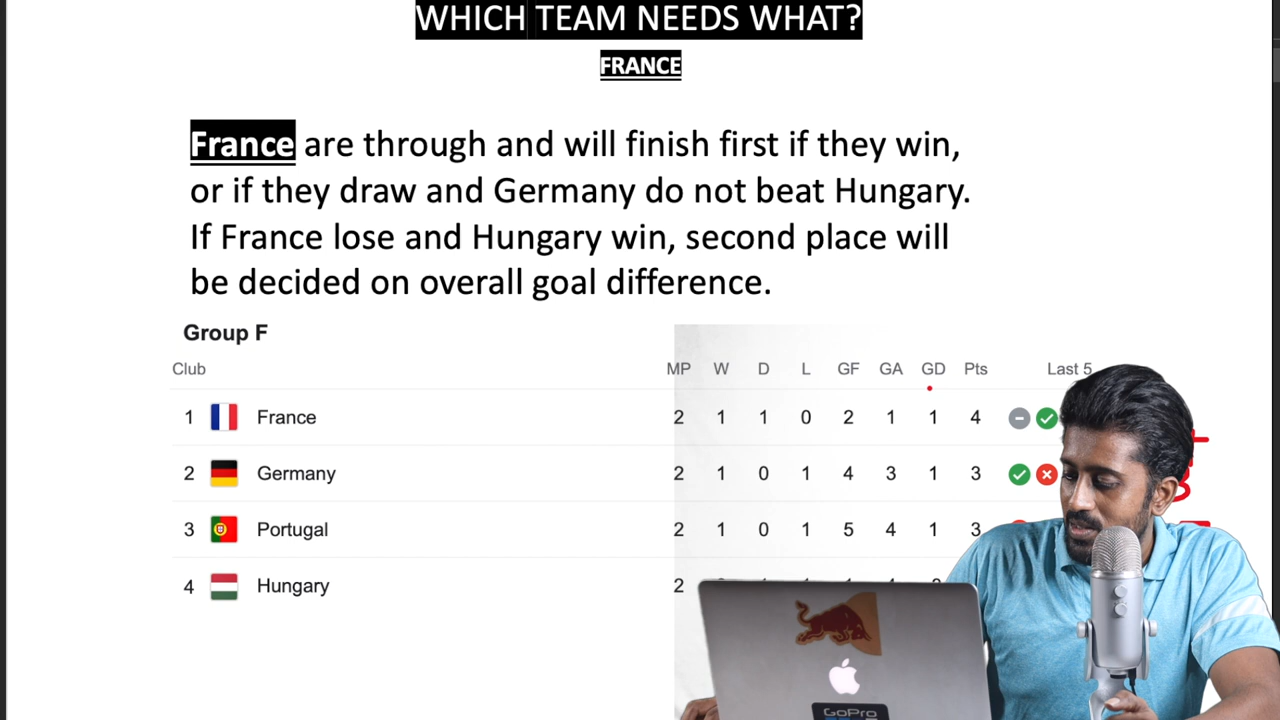 WHICH TEAM NEEDS WHAT?
FRANCE
France are through and will finish first if they win,
or if they draw and Germany do not beat Hungary.
If France lose and Hungary win, second place will
be decided on overall goal difference.
Group F
Club MP W D L GF GA GD Pts Last 5
1 France 2 1 1 0 2 1 1 4
2 Germany 2 1 0 1 4 3 1 3
3 Portugal 2 1 0 1 5 4 1 3
4 Hungary 2
GoPro